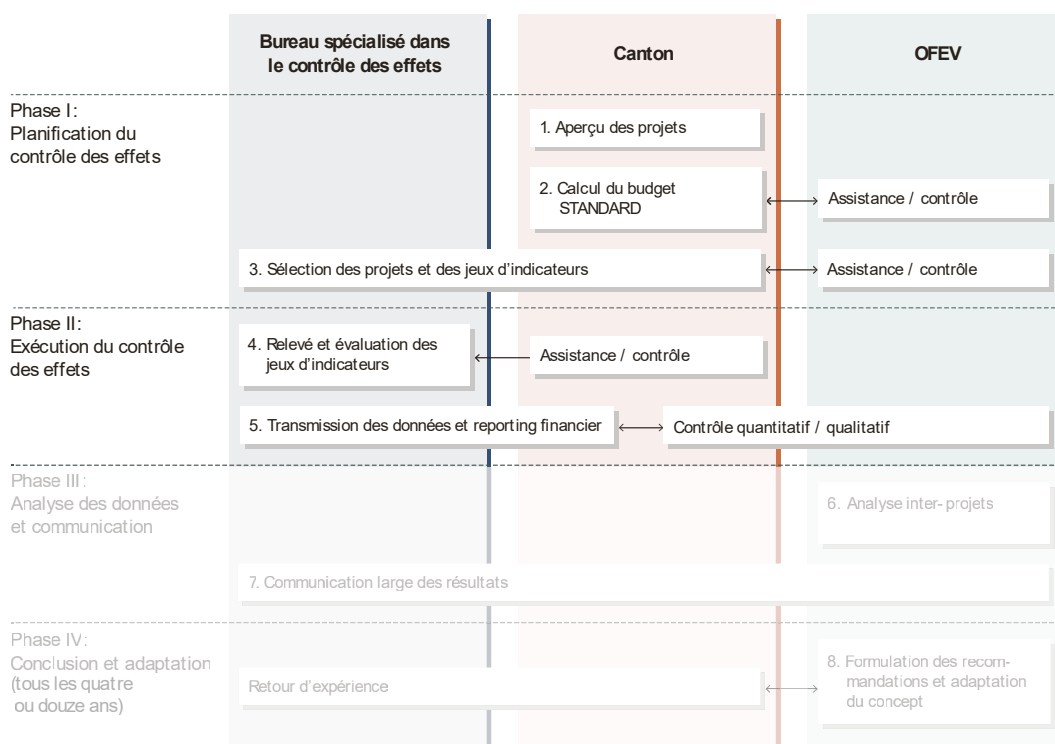 Bureau spécialisé dans
le contrôle des effets
Canton
OFEV
Phase I:
Planification du
contrôle des effets
1. Aperçu des projets
2. Calcul du budget
STANDARD
Assistance / contrôle
3. Sélection des projets et des jeux d'indicateurs
Assistance / contrôle
Phase II:
Exécution du contrôle
des effets
4. Relevé et évaluation des
jeux d'indicateurs
Assistance / contrôle
5. Transmission des données et reporting financier
Contrôle quantitatif / qualitatif
Phase III:
Analyse des données
et communication
6. Analyse inter-projets
7. Communication large des résultats
Phase IV:
Conclusion et adaptation
(tous les quatre
ou douze ans)
Retour d'expérience
8. Formulation des recom-
mandations et adaptation
du concept